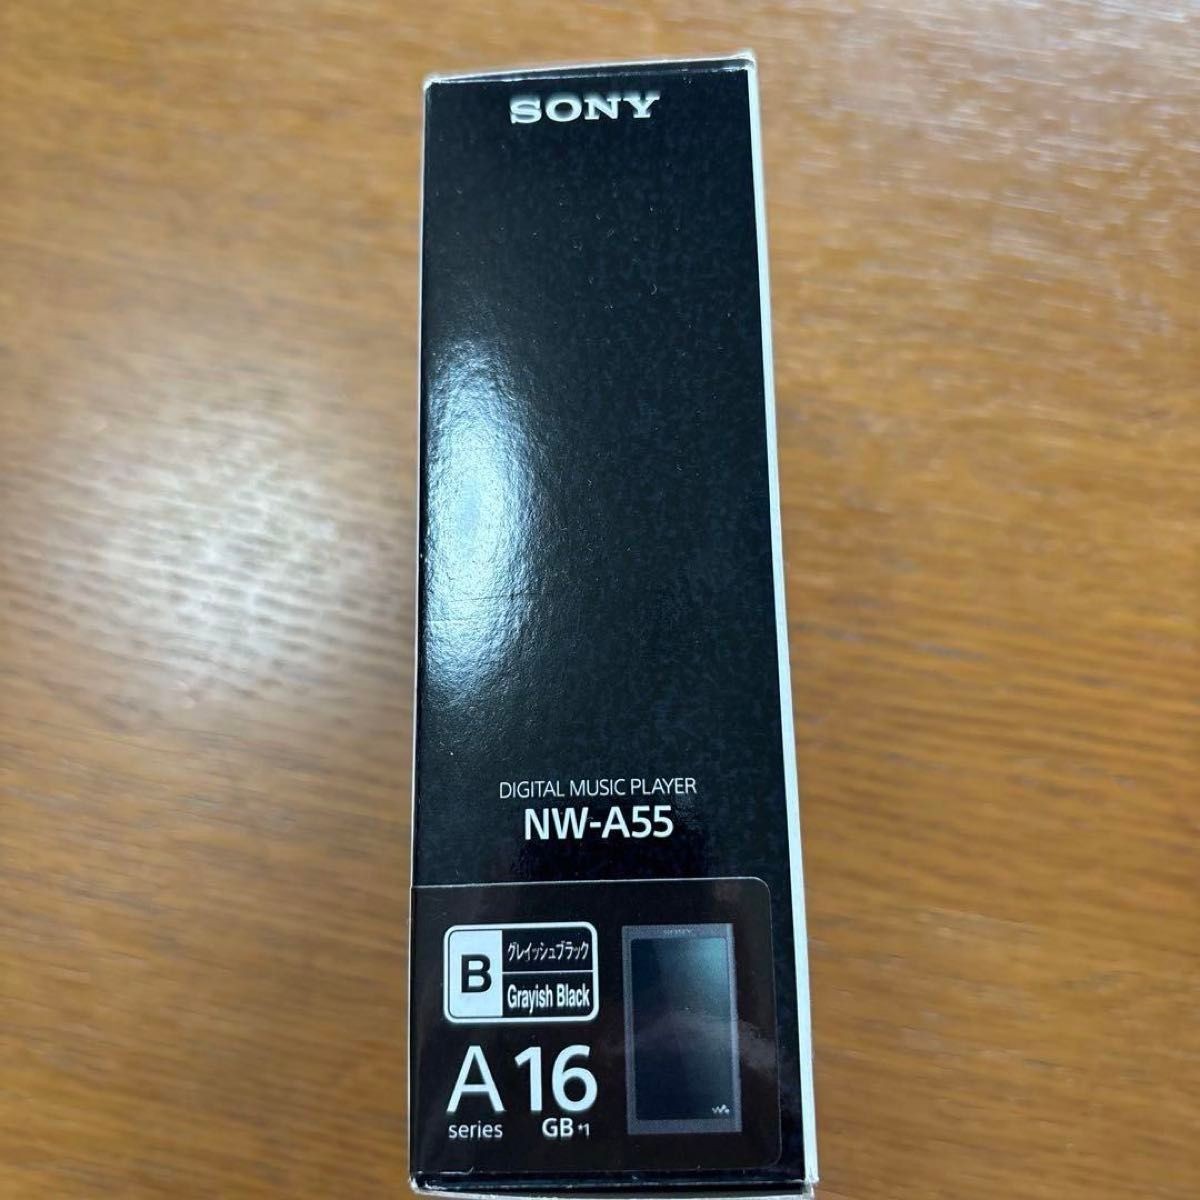 SONY
DIGITAL MUSIC PLAYER
NW-A55
B
グレイッシュブラック
Grayish Black
SONY
A 16
series GB *1